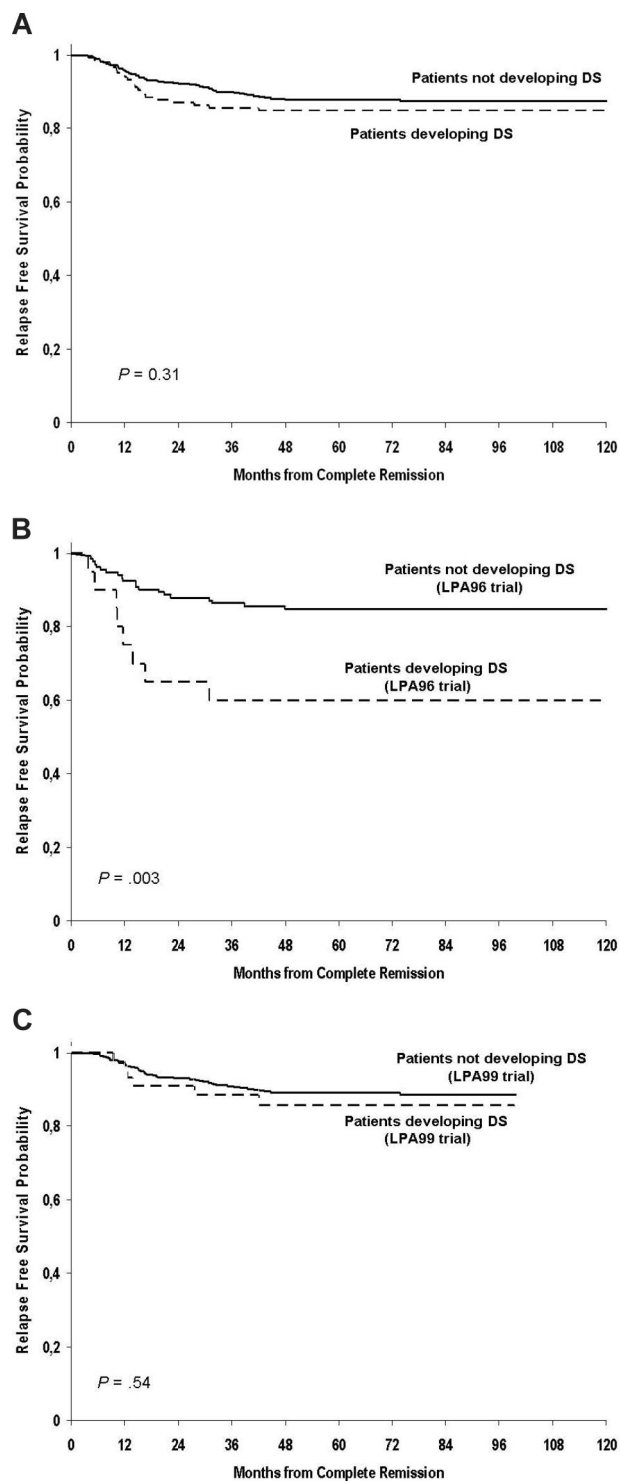 A
Relapse Free Survival Probability
1
0,8
0,6
0,4
0,2
0
Patients not developing DS
Patients developing DS
P = 0.31
0 12 24 36 48 60 72 84 96 108 120
Months from Complete Remission
B
Relapse Free Survival Probability
1
0,8
0,6
0,4
0,2
0
Patients not developing DS
(LPA96 trial)
Patients developing DS
(LPA96 trial)
P = .003
0 12 24 36 48 60 72 84 96 108 120
Months from Complete Remission
C
Relapse Free Survival Probability
1
0,8
0,6
0,4
0,2
0
Patients not developing DS
(LPA99 trial)
Patients developing DS
(LPA99 trial)
P = .54
0 12 24 36 48 60 72 84 96 108 120
Months from Complete Remission